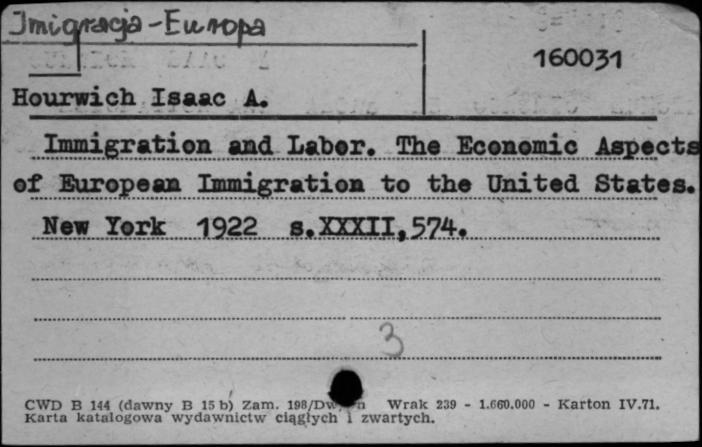 Imigracja-Europa
160031
Hourwich Isaac A.
Immigration and Labor. The Economic Aspects
of European Immigration to the United States.
New York 1922 s.XXXII,574.
3
CWD B 144 (dawny B 15 b) Zam. 198/Dw Wrak 239 - 1.660.000 - Karton IV.71.
Karta katalogowa wydawnictw ciągłych i zwartych.